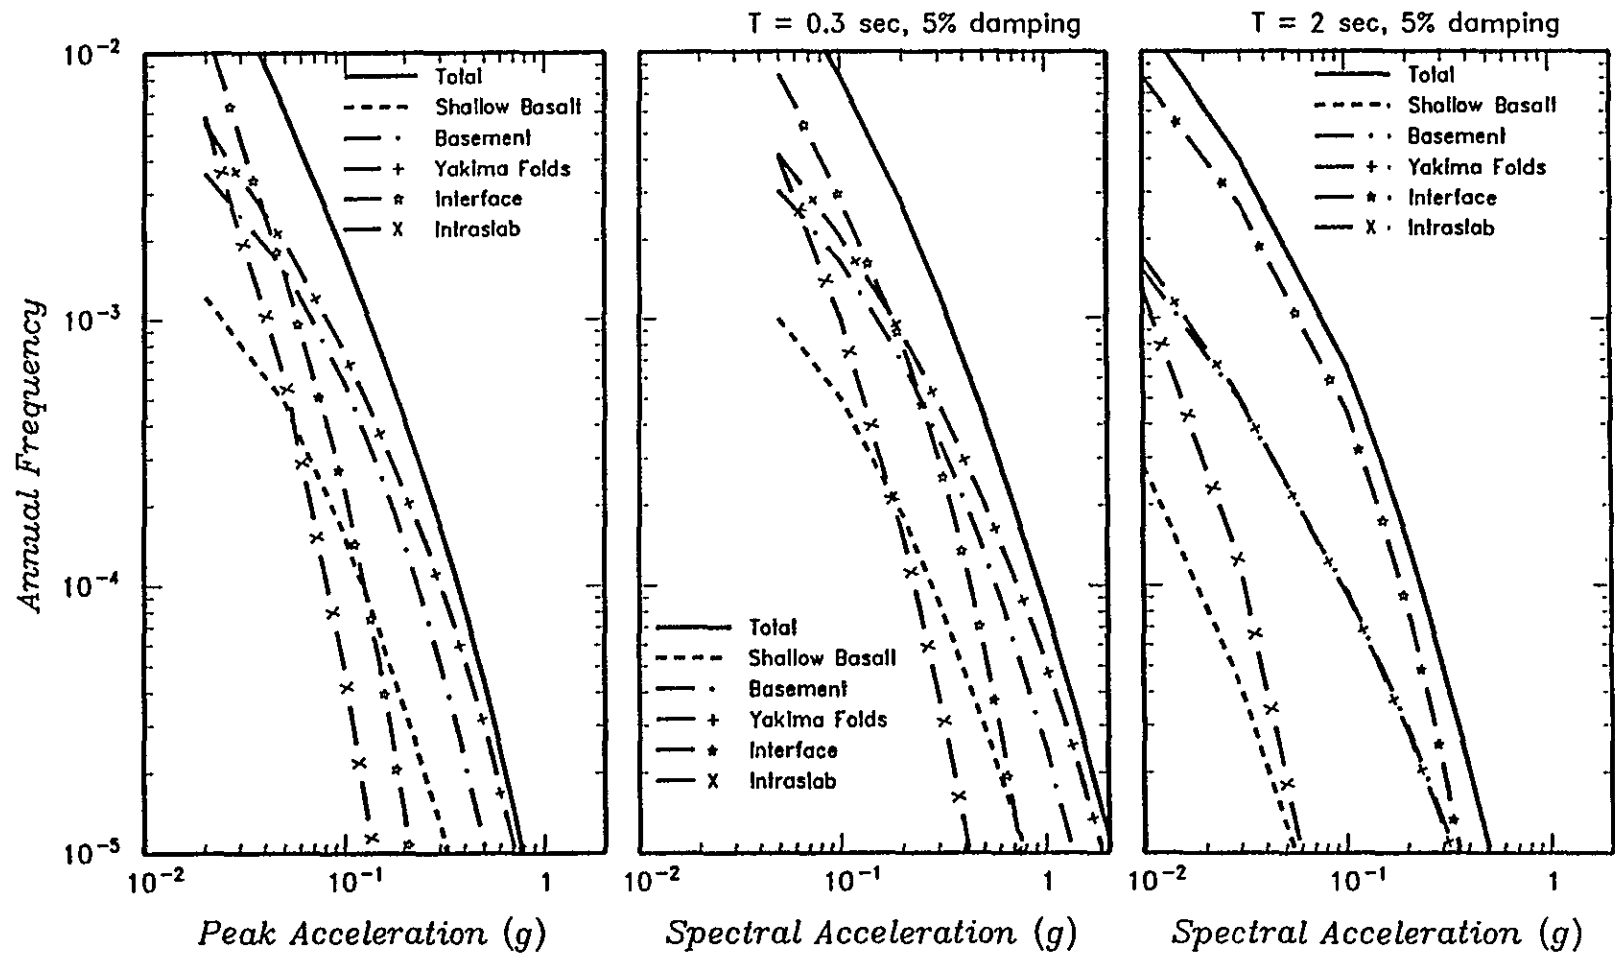 T = 0.3 sec, 5% damping
T = 2 sec, 5% damping
Annual Frequency
10-2
10-3
10-4
10-5
Total
Shallow Basalt
Basement
Yakima Folds
Interface
Intraslab
10-2
10-1
1
Peak Acceleration (g)
Total
Shallow Basalt
Basement
Yakima Folds
Interface
Intraslab
10-2
10-1
1
Spectral Acceleration (g)
Total
Shallow Basalt
Basement
Yakima Folds
Interface
Intraslab
10-2
10-1
1
Spectral Acceleration (g)